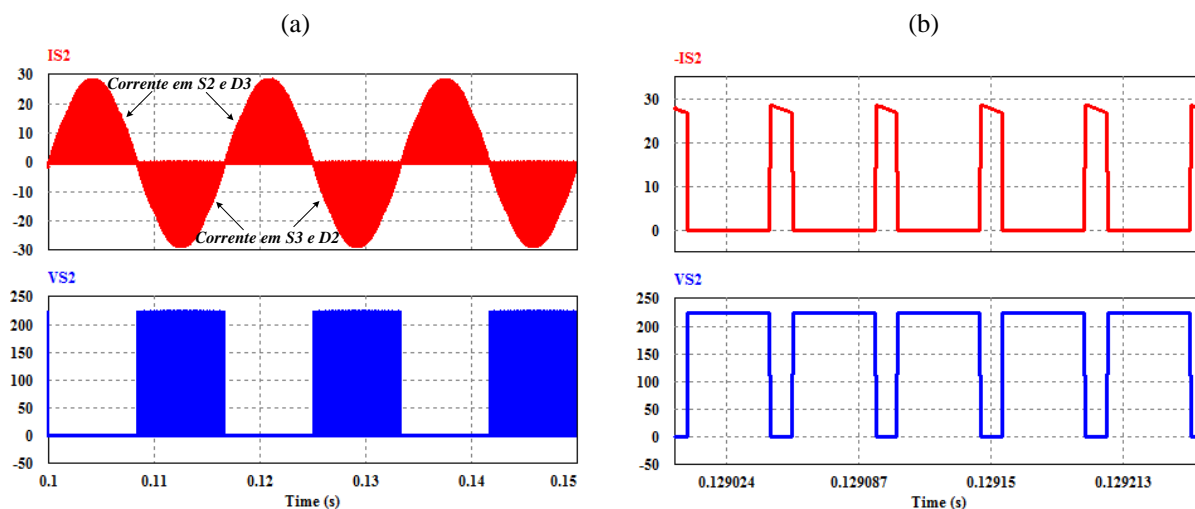 (a)
IS2
30
20
10
0
-10
-20
-30
Corrente em S2 e D3
Corrente em S3 e D2
VS2
250
200
150
100
50
0
-50
0.1 0.11 0.12 0.13 0.14 0.15
Time (s)
(b)
-IS2
30
20
10
0
VS2
250
200
150
100
50
0
-50
0.129024 0.129087 0.12915 0.129213
Time (s)